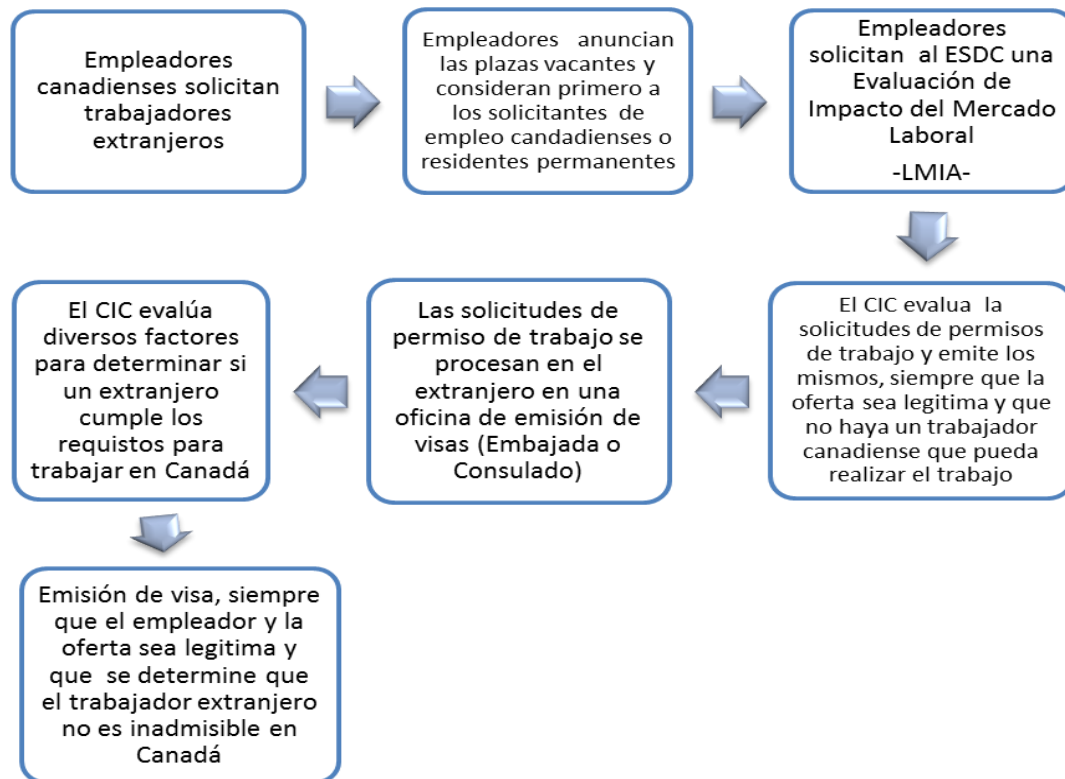 Empleadores
canadienses solicitan
trabajadores
extranjeros
Empleadores anuncian
las plazas vacantes y
consideran primero a
los solicitantes de
empleo candadienses o
residentes permanentes
Empleadores
solicitan al ESDC una
Evaluación de
Impacto del Mercado
Laboral
-LMIA-
El CIC evalua la
solicitudes de permisos
de trabajo y emite los
mismos, siempre que la
oferta sea legitima y que
no haya un trabajador
canadiense que pueda
realizar el trabajo
Las solicitudes de
permiso de trabajo se
procesan en el
extranjero en una
oficina de emisión de
visas (Embajada o
Consulado)
El CIC evalúa
diversos factores
para determinar si
un extranjero
cumple los
requistos para
trabajar en Canadá
Emisión de visa, siempre
que el empleador y la
oferta sea legitima y
que se determine que
el trabajador extranjero
no es inadmisible en
Canadá